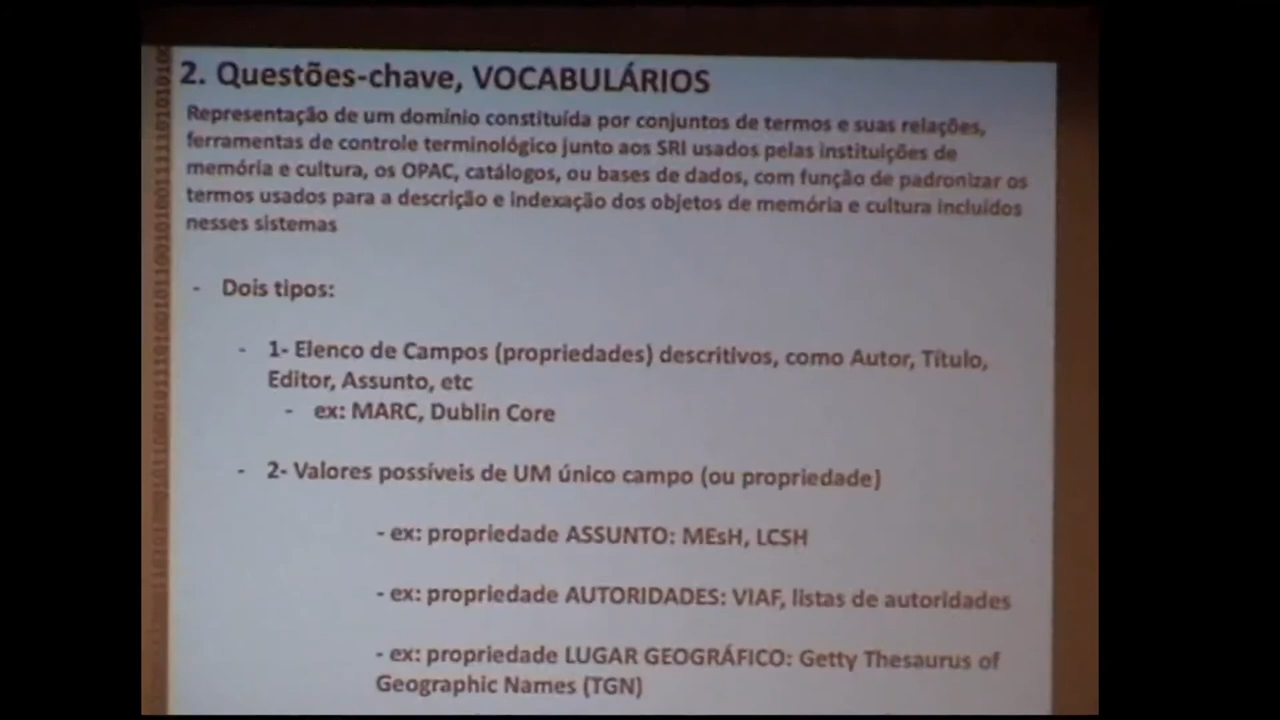 2. Questões-chave, VOCABULÁRIOS
Representação de um domínio constituída por conjuntos de termos e suas relações,
ferramentas de controle terminológico junto aos SRI usados pelas instituições de
memória e cultura, os OPAC, catálogos, ou bases de dados, com função de padronizar os
termos usados para a descrição e indexação dos objetos de memória e cultura incluídos
nesses sistemas
- Dois tipos:
- 1- Elenco de Campos (propriedades) descritivos, como Autor, Título,
Editor, Assunto, etc
- ex: MARC, Dublin Core
- 2- Valores possíveis de UM único campo (ou propriedade)
- ex: propriedade ASSUNTO: MEsH, LCSH
- ex: propriedade AUTORIDADES: VIAF, listas de autoridades
- ex: propriedade LUGAR GEOGRÁFICO: Getty Thesaurus of
Geographic Names (TGN)